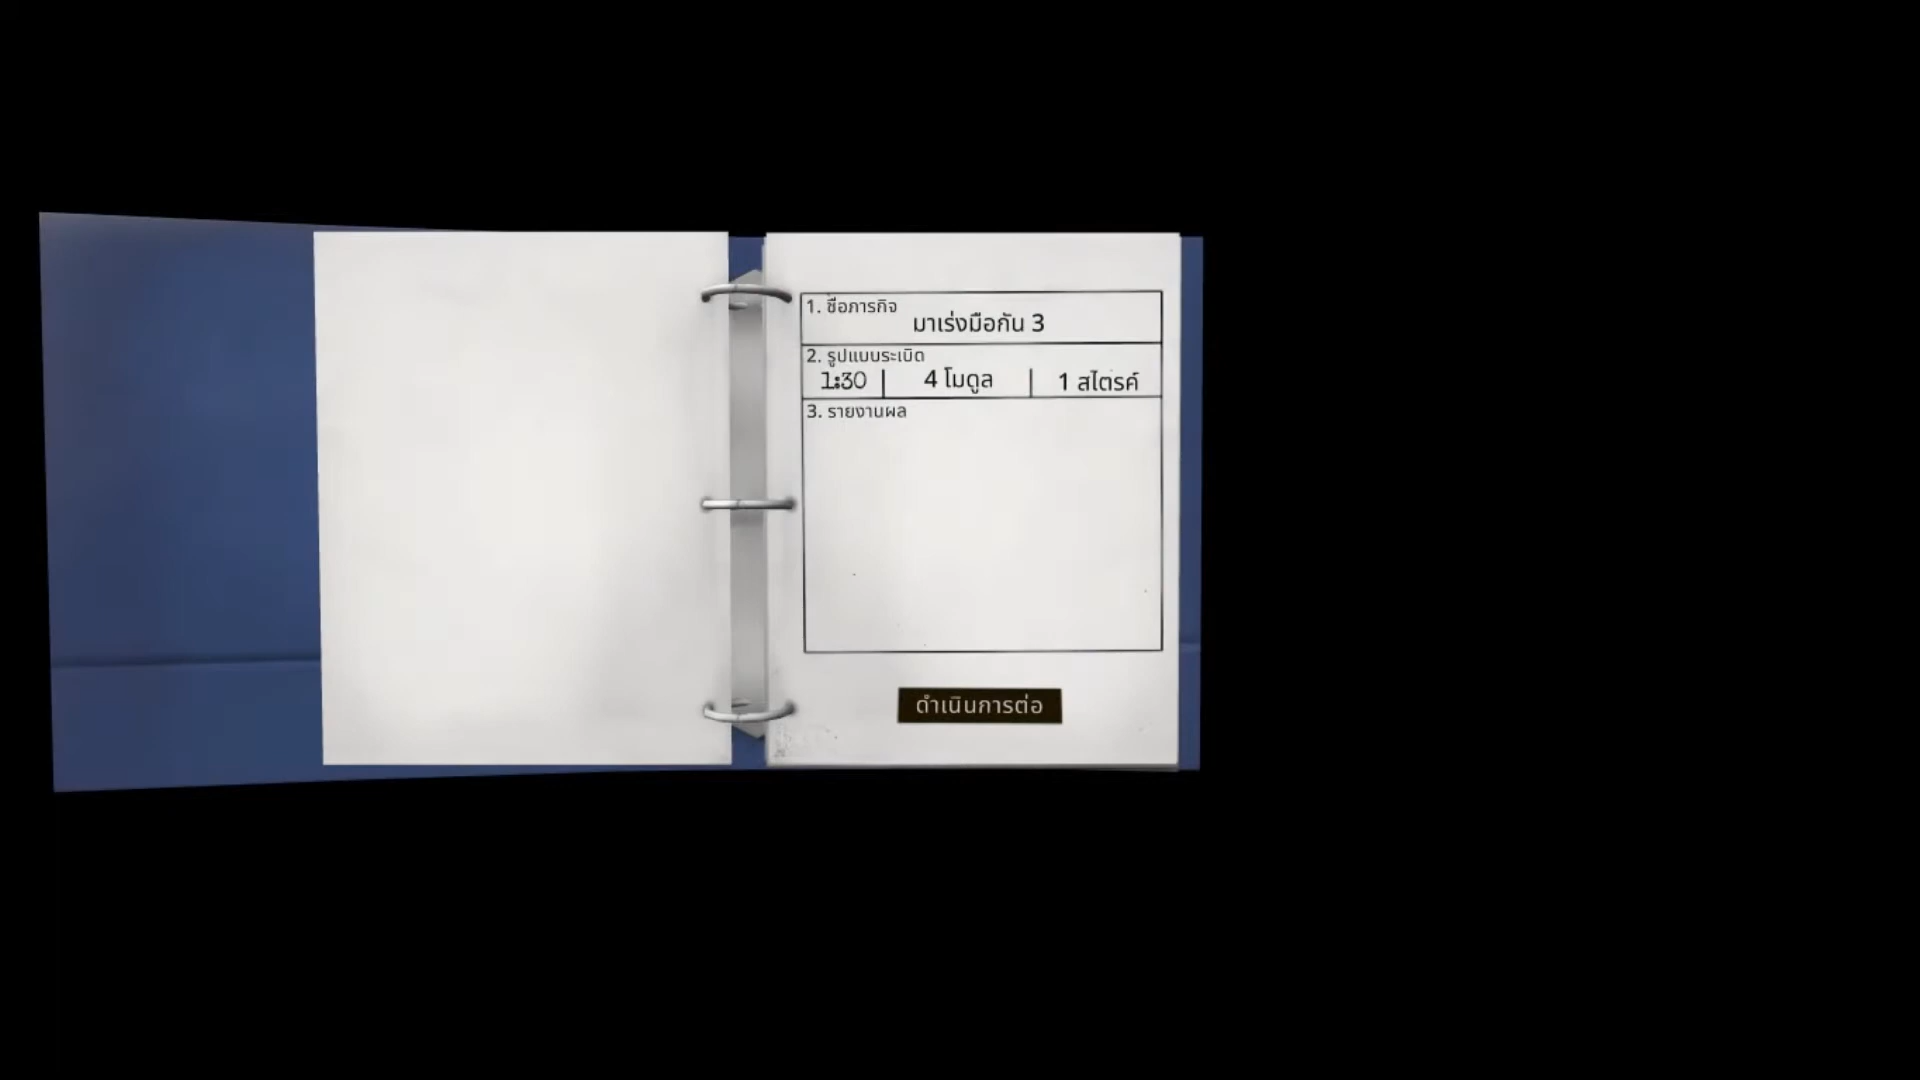 1. ชื่อภารกิจ
มาเร่งมือกัน 3
2. รูปแบบระเบิด
1:30 | 4 โมดูล | 1 สไตรค์
3. รายงานผล
ดำเนินการต่อ